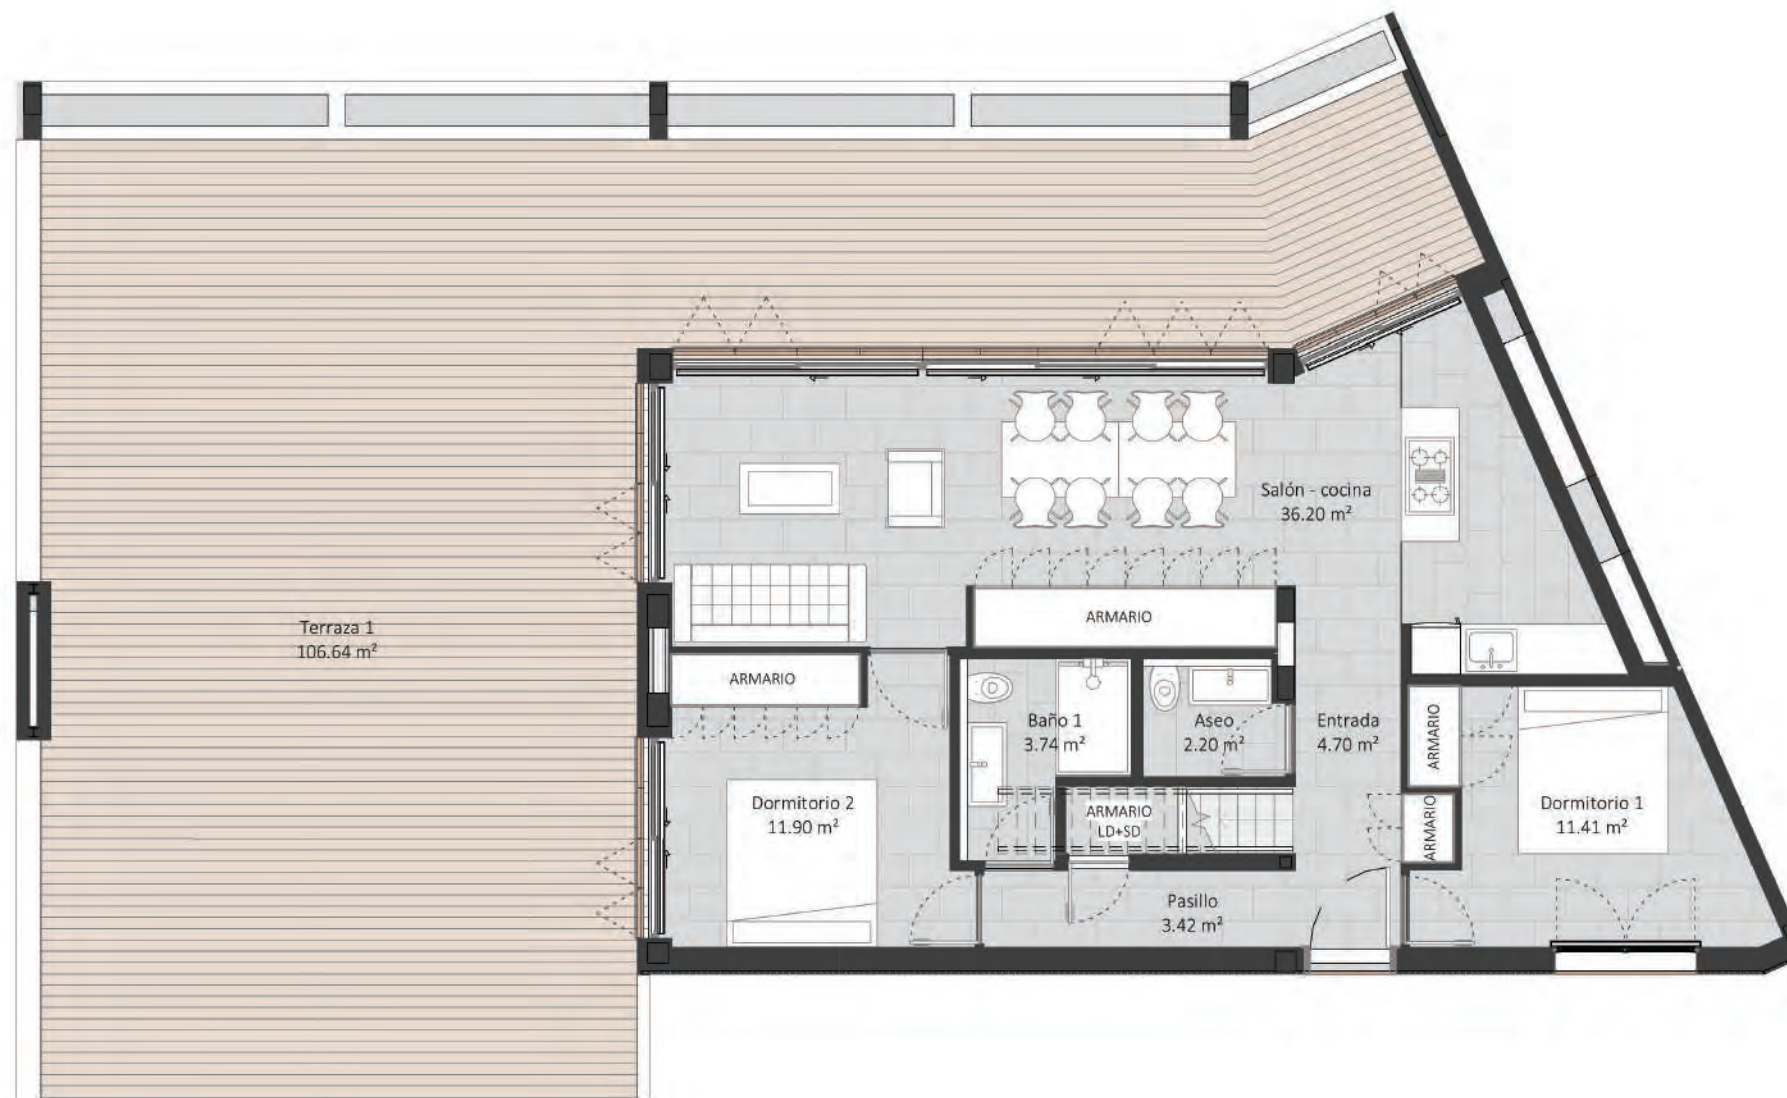 Salón - cocina
36.20 m²
ARMARIO
Terraza 1
106.64 m²
ARMARIO
Baño 1
3.74 m²
Aseo
2.20 m²
Entrada
4.70 m²
ARMARIO
Dormitorio 2
11.90 m²
ARMARIO
LD+SD
ARMARIO
Dormitorio 1
11.41 m²
Pasillo
3.42 m²